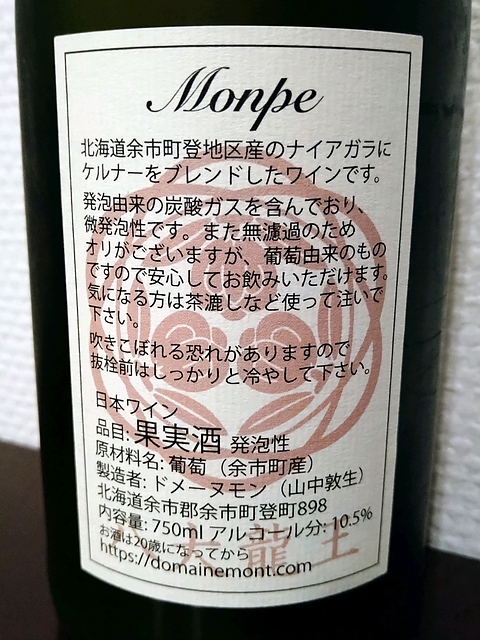 Monpe
北海道余市町登地区産のナイアガラに
ケルナーをブレンドしたワインです。
発泡由来の炭酸ガスを含んでおり、
微発泡性です。また無濾過のため
オリがございますが、葡萄由来のもの
ですので安心してお飲みいただけます。
気になる方は茶漉しなど使って注いで
下さい。
吹きこぼれる恐れがありますので
抜栓前はしっかりと冷やして下さい。
日本ワイン
品目:果実酒 発泡性
原材料名:葡萄（余市町産）
製造者:ドメーヌモン（山中敦生）
北海道余市郡余市町登町898
内容量:750ml アルコール分:10.5%
お酒は20歳になってから
https://domainemont.com